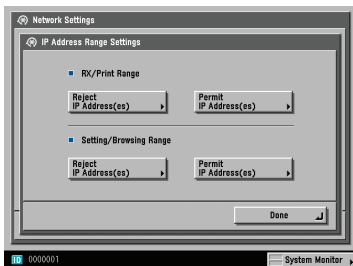 Network Settings
IP Address Range Settings
RX/Print Range
Reject
IP Address(es)
Permit
IP Address(es)
Setting/Browsing Range
Reject
IP Address(es)
Permit
IP Address(es)
Done
ID 0000001
System Monitor